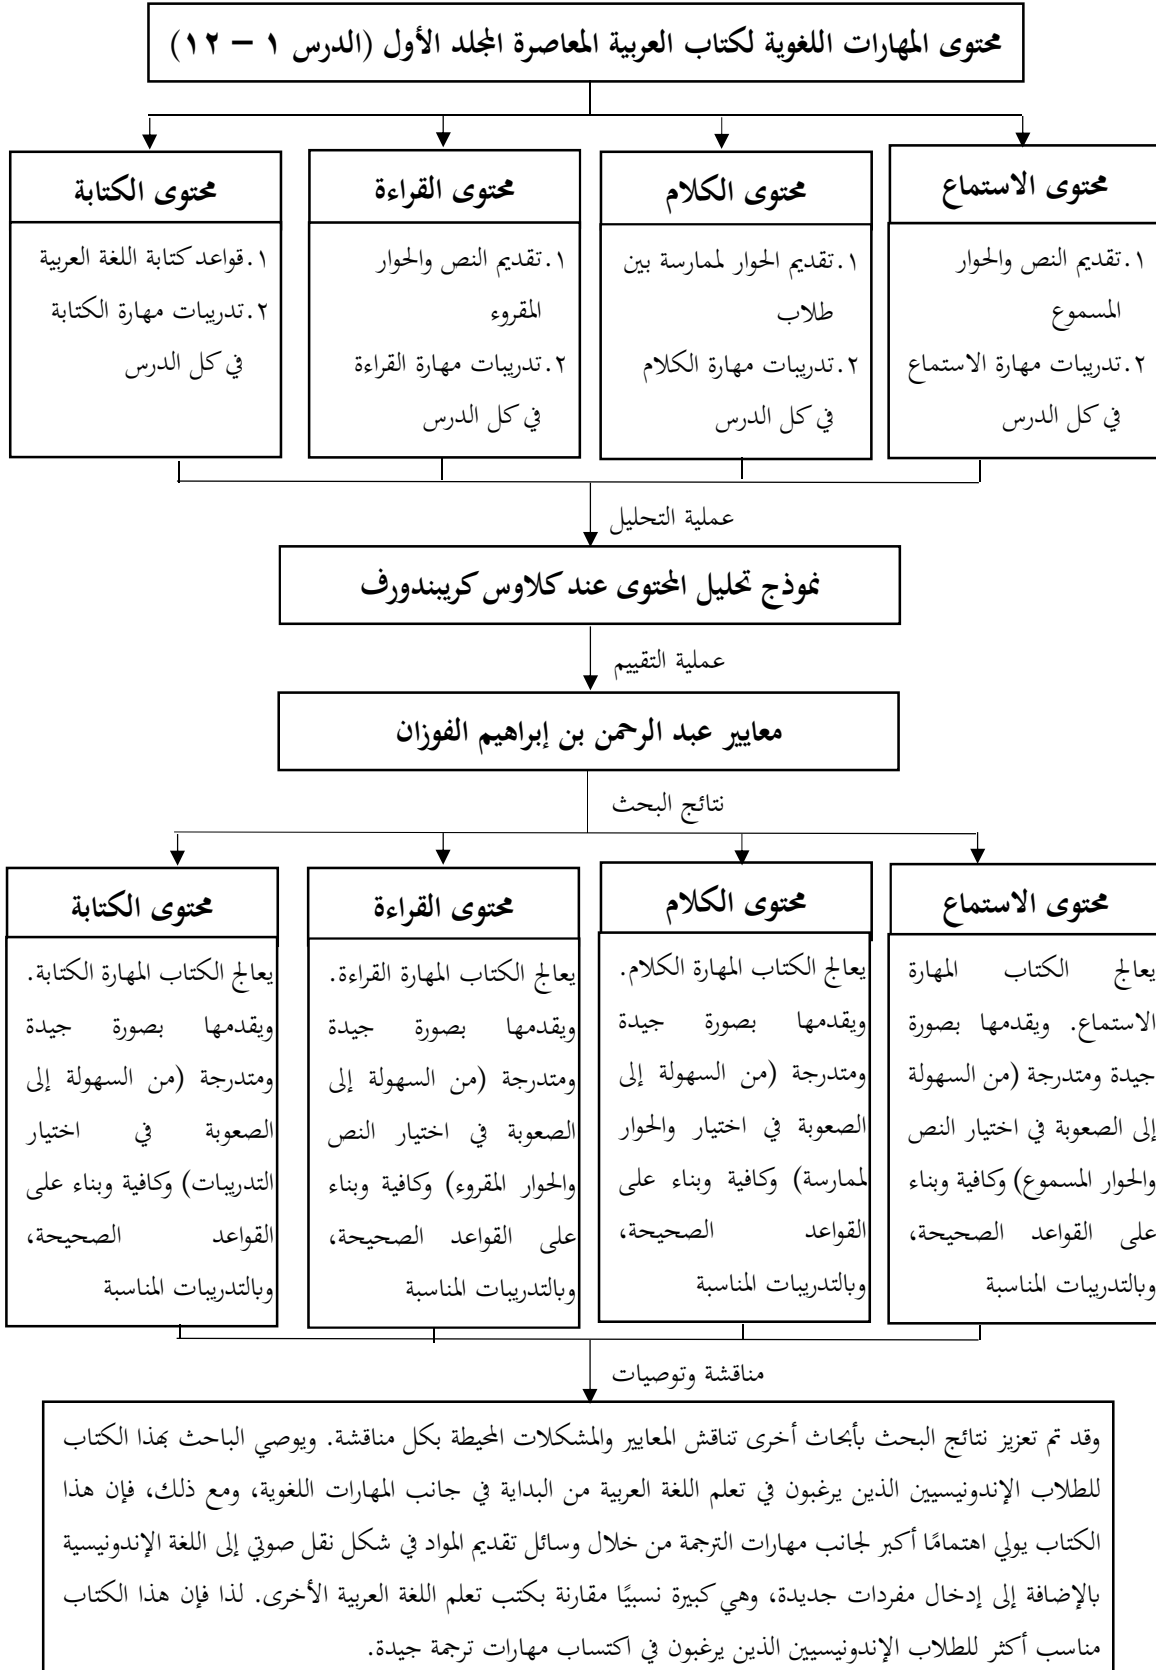 محتوى المهارات اللغوية لكتاب العربية المعاصرة المجلد الأول (الدرس ١ – ١٢)
محتوى الاستماع
١.تقديم النص والحوار
المسموع
٢.تدريبات مهارة الاستماع
في كل الدرس
محتوى الكلام
١.تقديم الحوار لممارسة بين
طلاب
٢.تدريبات مهارة الكلام
في كل الدرس
محتوى القراءة
١.تقديم النص والحوار
المقروء
٢.تدريبات مهارة القراءة
في كل الدرس
محتوى الكتابة
١.قواعد كتابة اللغة العربية
٢.تدريبات مهارة الكتابة
في كل الدرس
عملية التحليل
نموذج تحليل المحتوى عند كلاوس كريبندورف
عملية التقييم
معايير عبد الرحمن بن إبراهيم الفوزان
نتائج البحث
محتوى الاستماع
يعالج الكتاب المهارة
الاستماع. ويقدمها بصورة
جيدة ومتدرجة (من السهولة
إلى الصعوبة في اختيار النص
والحوار المسموع) وكافية وبناء
على القواعد الصحيحة،
وبالتدريبات المناسبة
محتوى الكلام
يعالج الكتاب المهارة الكلام.
ويقدمها بصورة جيدة
ومتدرجة (من السهولة إلى
الصعوبة في اختيار والحوار
لممارسة) وكافية وبناء على
القواعد الصحيحة،
وبالتدريبات المناسبة
محتوى القراءة
يعالج الكتاب المهارة القراءة.
ويقدمها بصورة جيدة
ومتدرجة (من السهولة إلى
الصعوبة في اختيار النص
والحوار المقروء) وكافية وبناء
على القواعد الصحيحة،
وبالتدريبات المناسبة
محتوى الكتابة
يعالج الكتاب المهارة الكتابة.
ويقدمها بصورة جيدة
ومتدرجة (من السهولة إلى
الصعوبة في اختيار
التدريبات) وكافية وبناء على
القواعد الصحيحة،
وبالتدريبات المناسبة
مناقشة وتوصيات
وقد تم تعزيز نتائج البحث بأبحاث أخرى تناقش المعايير والمشكلات المحيطة بكل مناقشة. ويوصي الباحث بهذا الكتاب
للطلاب الإندونيسيين الذين يرغبون في تعلم اللغة العربية من البداية في جانب المهارات اللغوية، ومع ذلك، فإن هذا
الكتاب يولي اهتمامًا أكبر لجانب مهارات الترجمة من خلال وسائل تقديم المواد في شكل نقل صوتي إلى اللغة الإندونيسية
بالإضافة إلى إدخال مفردات جديدة، وهي كبيرة نسبيًا مقارنة بكتب تعلم اللغة العربية الأخرى. لذا فإن هذا الكتاب
مناسب أكثر للطلاب الإندونيسيين الذين يرغبون في اكتساب مهارات ترجمة جيدة.